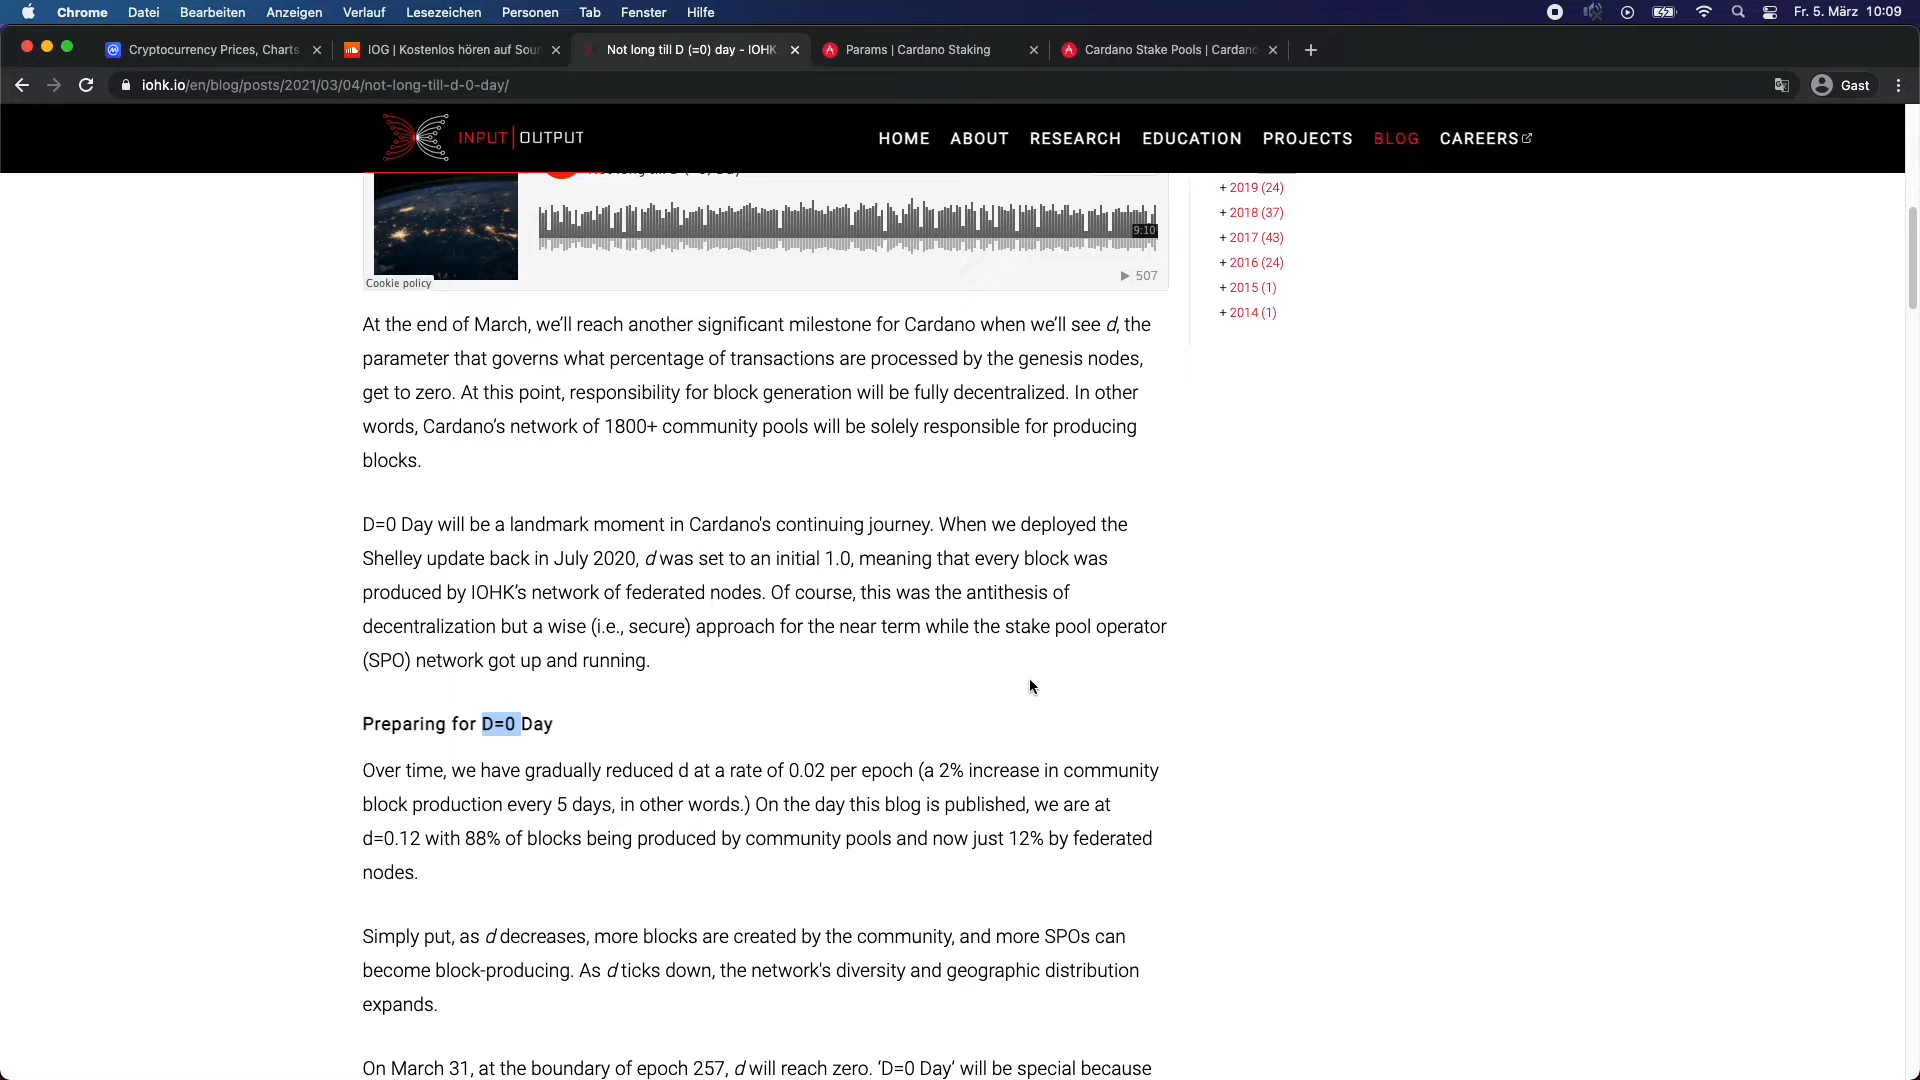 Chrome Datei Bearbeiten Anzeigen Verlauf Lesezeichen Personen Tab Fenster Hilfe Fr. 5. März 10:09
Cryptocurrency Prices, Charts IOG | Kostenlos hören auf Sou Not long till D (=0) day - IOHK Params | Cardano Staking Cardano Stake Pools | Cardan
iohk.io/en/blog/posts/2021/03/04/not-long-till-d-0-day/ Gast
INPUT | OUTPUT HOME ABOUT RESEARCH EDUCATION PROJECTS BLOG CAREERS
+ 2019 (24)
+ 2018 (37)
+ 2017 (43)
+ 2016 (24)
+ 2015 (1)
+ 2014 (1)
9:10
507
Cookie policy
At the end of March, we’ll reach another significant milestone for Cardano when we’ll see d, the
parameter that governs what percentage of transactions are processed by the genesis nodes,
get to zero. At this point, responsibility for block generation will be fully decentralized. In other
words, Cardano’s network of 1800+ community pools will be solely responsible for producing
blocks.
D=0 Day will be a landmark moment in Cardano's continuing journey. When we deployed the
Shelley update back in July 2020, d was set to an initial 1.0, meaning that every block was
produced by IOHK’s network of federated nodes. Of course, this was the antithesis of
decentralization but a wise (i.e., secure) approach for the near term while the stake pool operator
(SPO) network got up and running.
Preparing for D=0 Day
Over time, we have gradually reduced d at a rate of 0.02 per epoch (a 2% increase in community
block production every 5 days, in other words.) On the day this blog is published, we are at
d=0.12 with 88% of blocks being produced by community pools and now just 12% by federated
nodes.
Simply put, as d decreases, more blocks are created by the community, and more SPOs can
become block-producing. As d ticks down, the network's diversity and geographic distribution
expands.
On March 31, at the boundary of epoch 257, d will reach zero. ‘D=0 Day’ will be special because